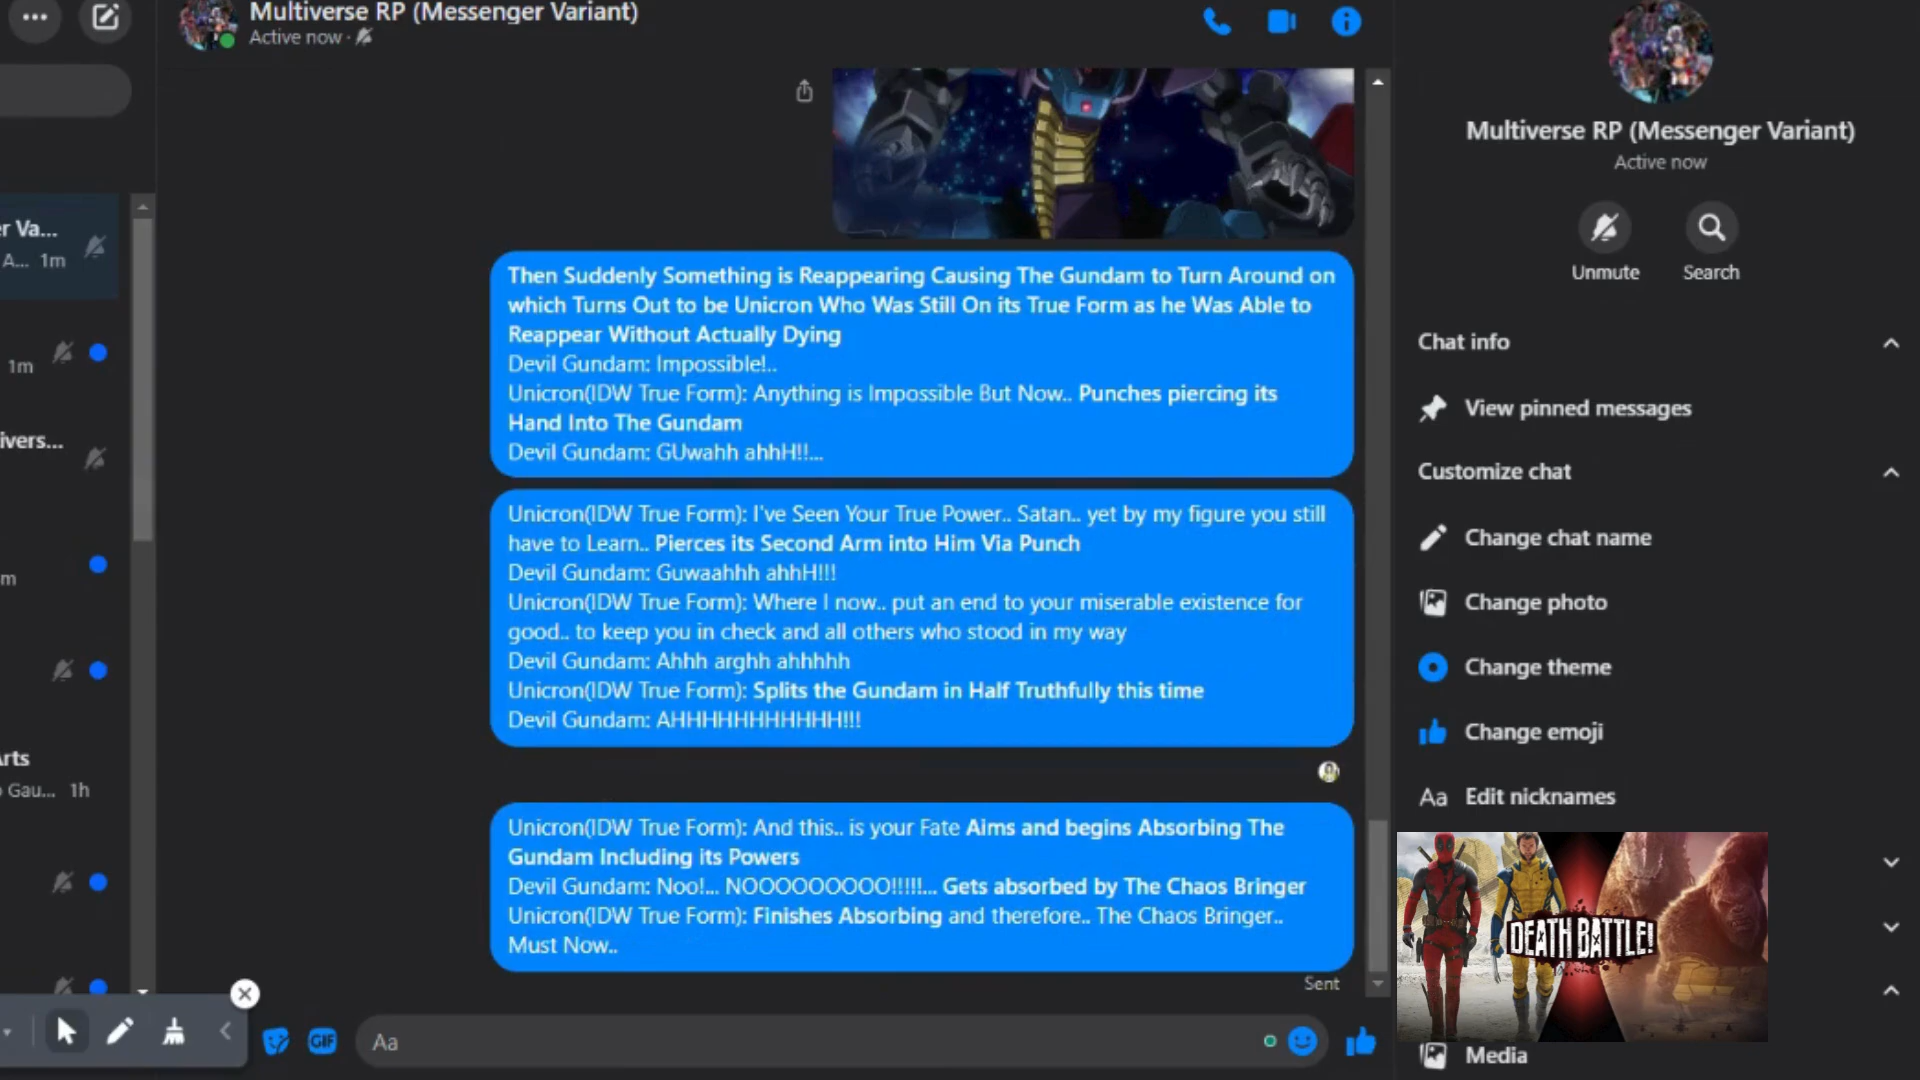 Multiverse RP (Messenger Variant)
Active now ·
er Va...
A... 1m
1m
ivers...
m
Arts
o Gau... 1h
Then Suddenly Something is Reappearing Causing The Gundam to Turn Around on
which Turns Out to be Unicron Who Was Still On its True Form as he Was Able to
Reappear Without Actually Dying
Devil Gundam: Impossible!..
Unicron(IDW True Form): Anything is Impossible But Now.. Punches piercing its
Hand Into The Gundam
Devil Gundam: GUwahh ahhH!!...
Unicron(IDW True Form): I've Seen Your True Power.. Satan.. yet by my figure you still
have to Learn.. Pierces its Second Arm into Him Via Punch
Devil Gundam: Guwaahhh ahhH!!!
Unicron(IDW True Form): Where I now.. put an end to your miserable existence for
good.. to keep you in check and all others who stood in my way
Devil Gundam: Ahhh arghh ahhhhh
Unicron(IDW True Form): Splits the Gundam in Half Truthfully this time
Devil Gundam: AHHHHHHHHHHH!!!
Unicron(IDW True Form): And this.. is your Fate Aims and begins Absorbing The
Gundam Including its Powers
Devil Gundam: Noo!... NOOOOOOOOO!!!!!... Gets absorbed by The Chaos Bringer
Unicron(IDW True Form): Finishes Absorbing and therefore.. The Chaos Bringer..
Must Now..
Sent
GIF
Aa
Multiverse RP (Messenger Variant)
Active now
Unmute
Search
Chat info
View pinned messages
Customize chat
Change chat name
Change photo
Change theme
Change emoji
Aa Edit nicknames
DEATH BATTLE!
Media